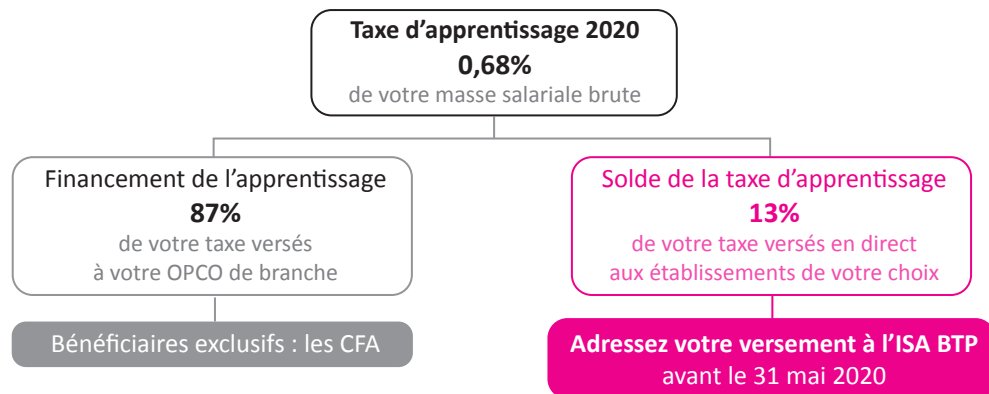 Taxe d'apprentissage 2020
0,68%
de votre masse salariale brute
Financement de l'apprentissage
87%
de votre taxe versés
à votre OPCO de branche
Bénéficiaires exclusifs : les CFA
Solde de la taxe d'apprentissage
13%
de votre taxe versés en direct
aux établissements de votre choix
Adressez votre versement à l'ISA BTP
avant le 31 mai 2020